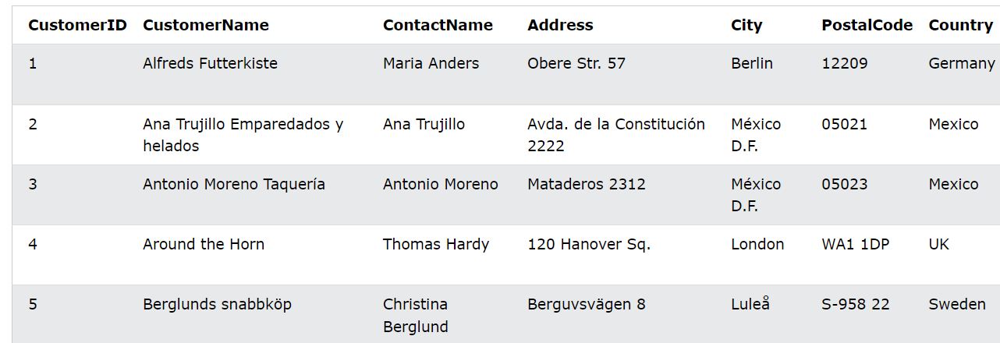 CustomerID CustomerName ContactName Address City PostalCode Country
1 Alfreds Futterkiste Maria Anders Obere Str. 57 Berlin 12209 Germany
2 Ana Trujillo Emparedados y Ana Trujillo Avda. de la Constitución México 05021 Mexico
helados 2222 D.F.
3 Antonio Moreno Taquería Antonio Moreno Mataderos 2312 México 05023 Mexico
D.F.
4 Around the Horn Thomas Hardy 120 Hanover Sq. London WA1 1DP UK
5 Berglunds snabbköp Christina Berguvsvägen 8 Luleå S-958 22 Sweden
Berglund